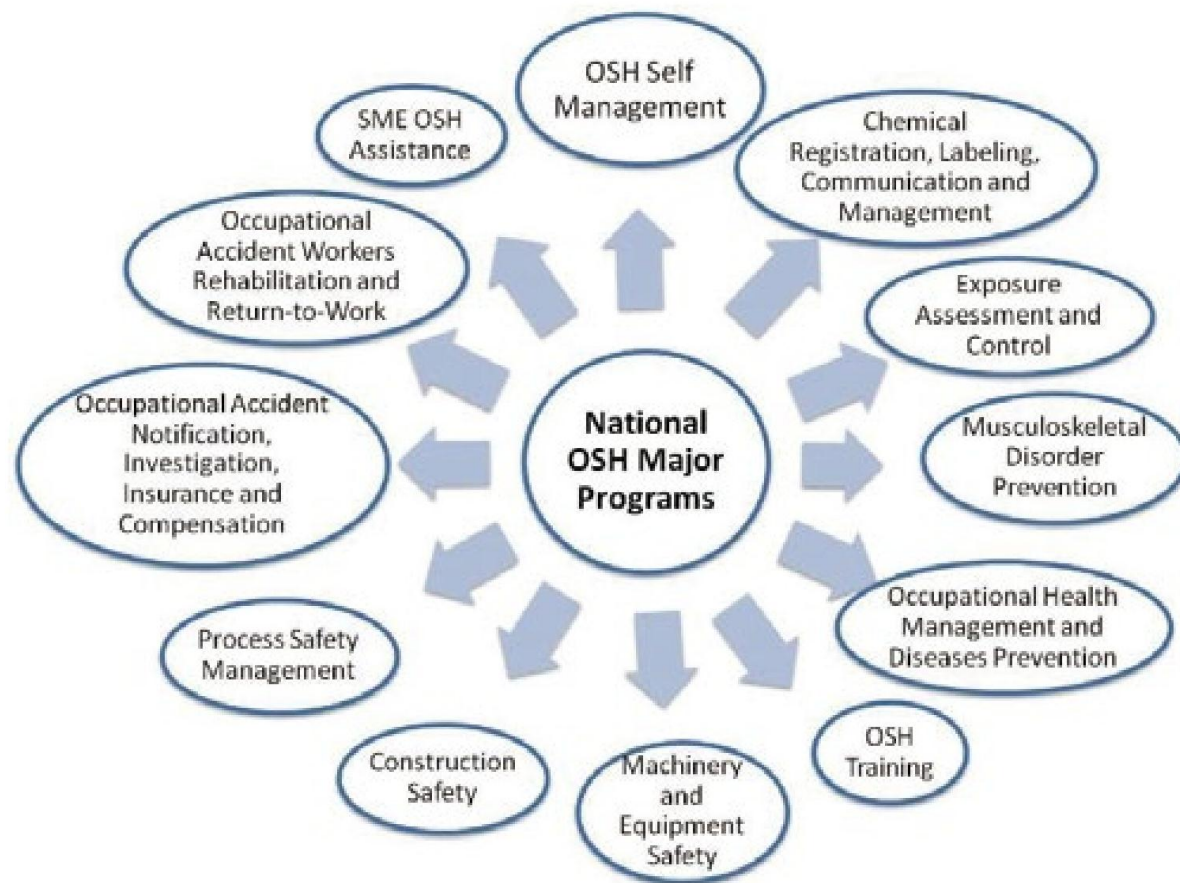 OSH Self
Management
Chemical
Registration, Labeling,
Communication and
Management
Exposure
Assessment and
Control
Musculoskeletal
Disorder
Prevention
Occupational Health
Management and
Diseases Prevention
OSH
Training
Machinery
and
Equipment
Safety
Construction
Safety
Process Safety
Management
Occupational Accident
Notification,
Investigation,
Insurance and
Compensation
Occupational
Accident Workers
Rehabilitation and
Return-to-Work
SME OSH
Assistance
National
OSH Major
Programs